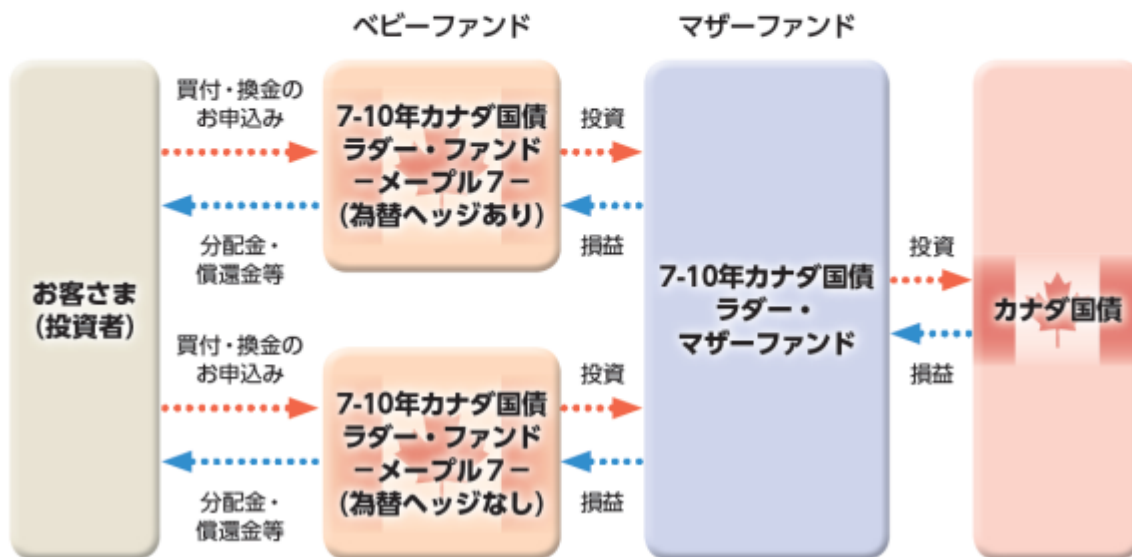 ベビーファンド
マザーファンド
お客さま
(投資者)
買付・換金の
お申込み
分配金・
償還金等
7-10年カナダ国債
ラダー・ファンド
－メープル７－
(為替ヘッジあり)
投資
損益
買付・換金の
お申込み
分配金・
償還金等
7-10年カナダ国債
ラダー・ファンド
－メープル７－
(為替ヘッジなし)
投資
損益
7-10年カナダ国債
ラダー・
マザーファンド
投資
損益
カナダ国債